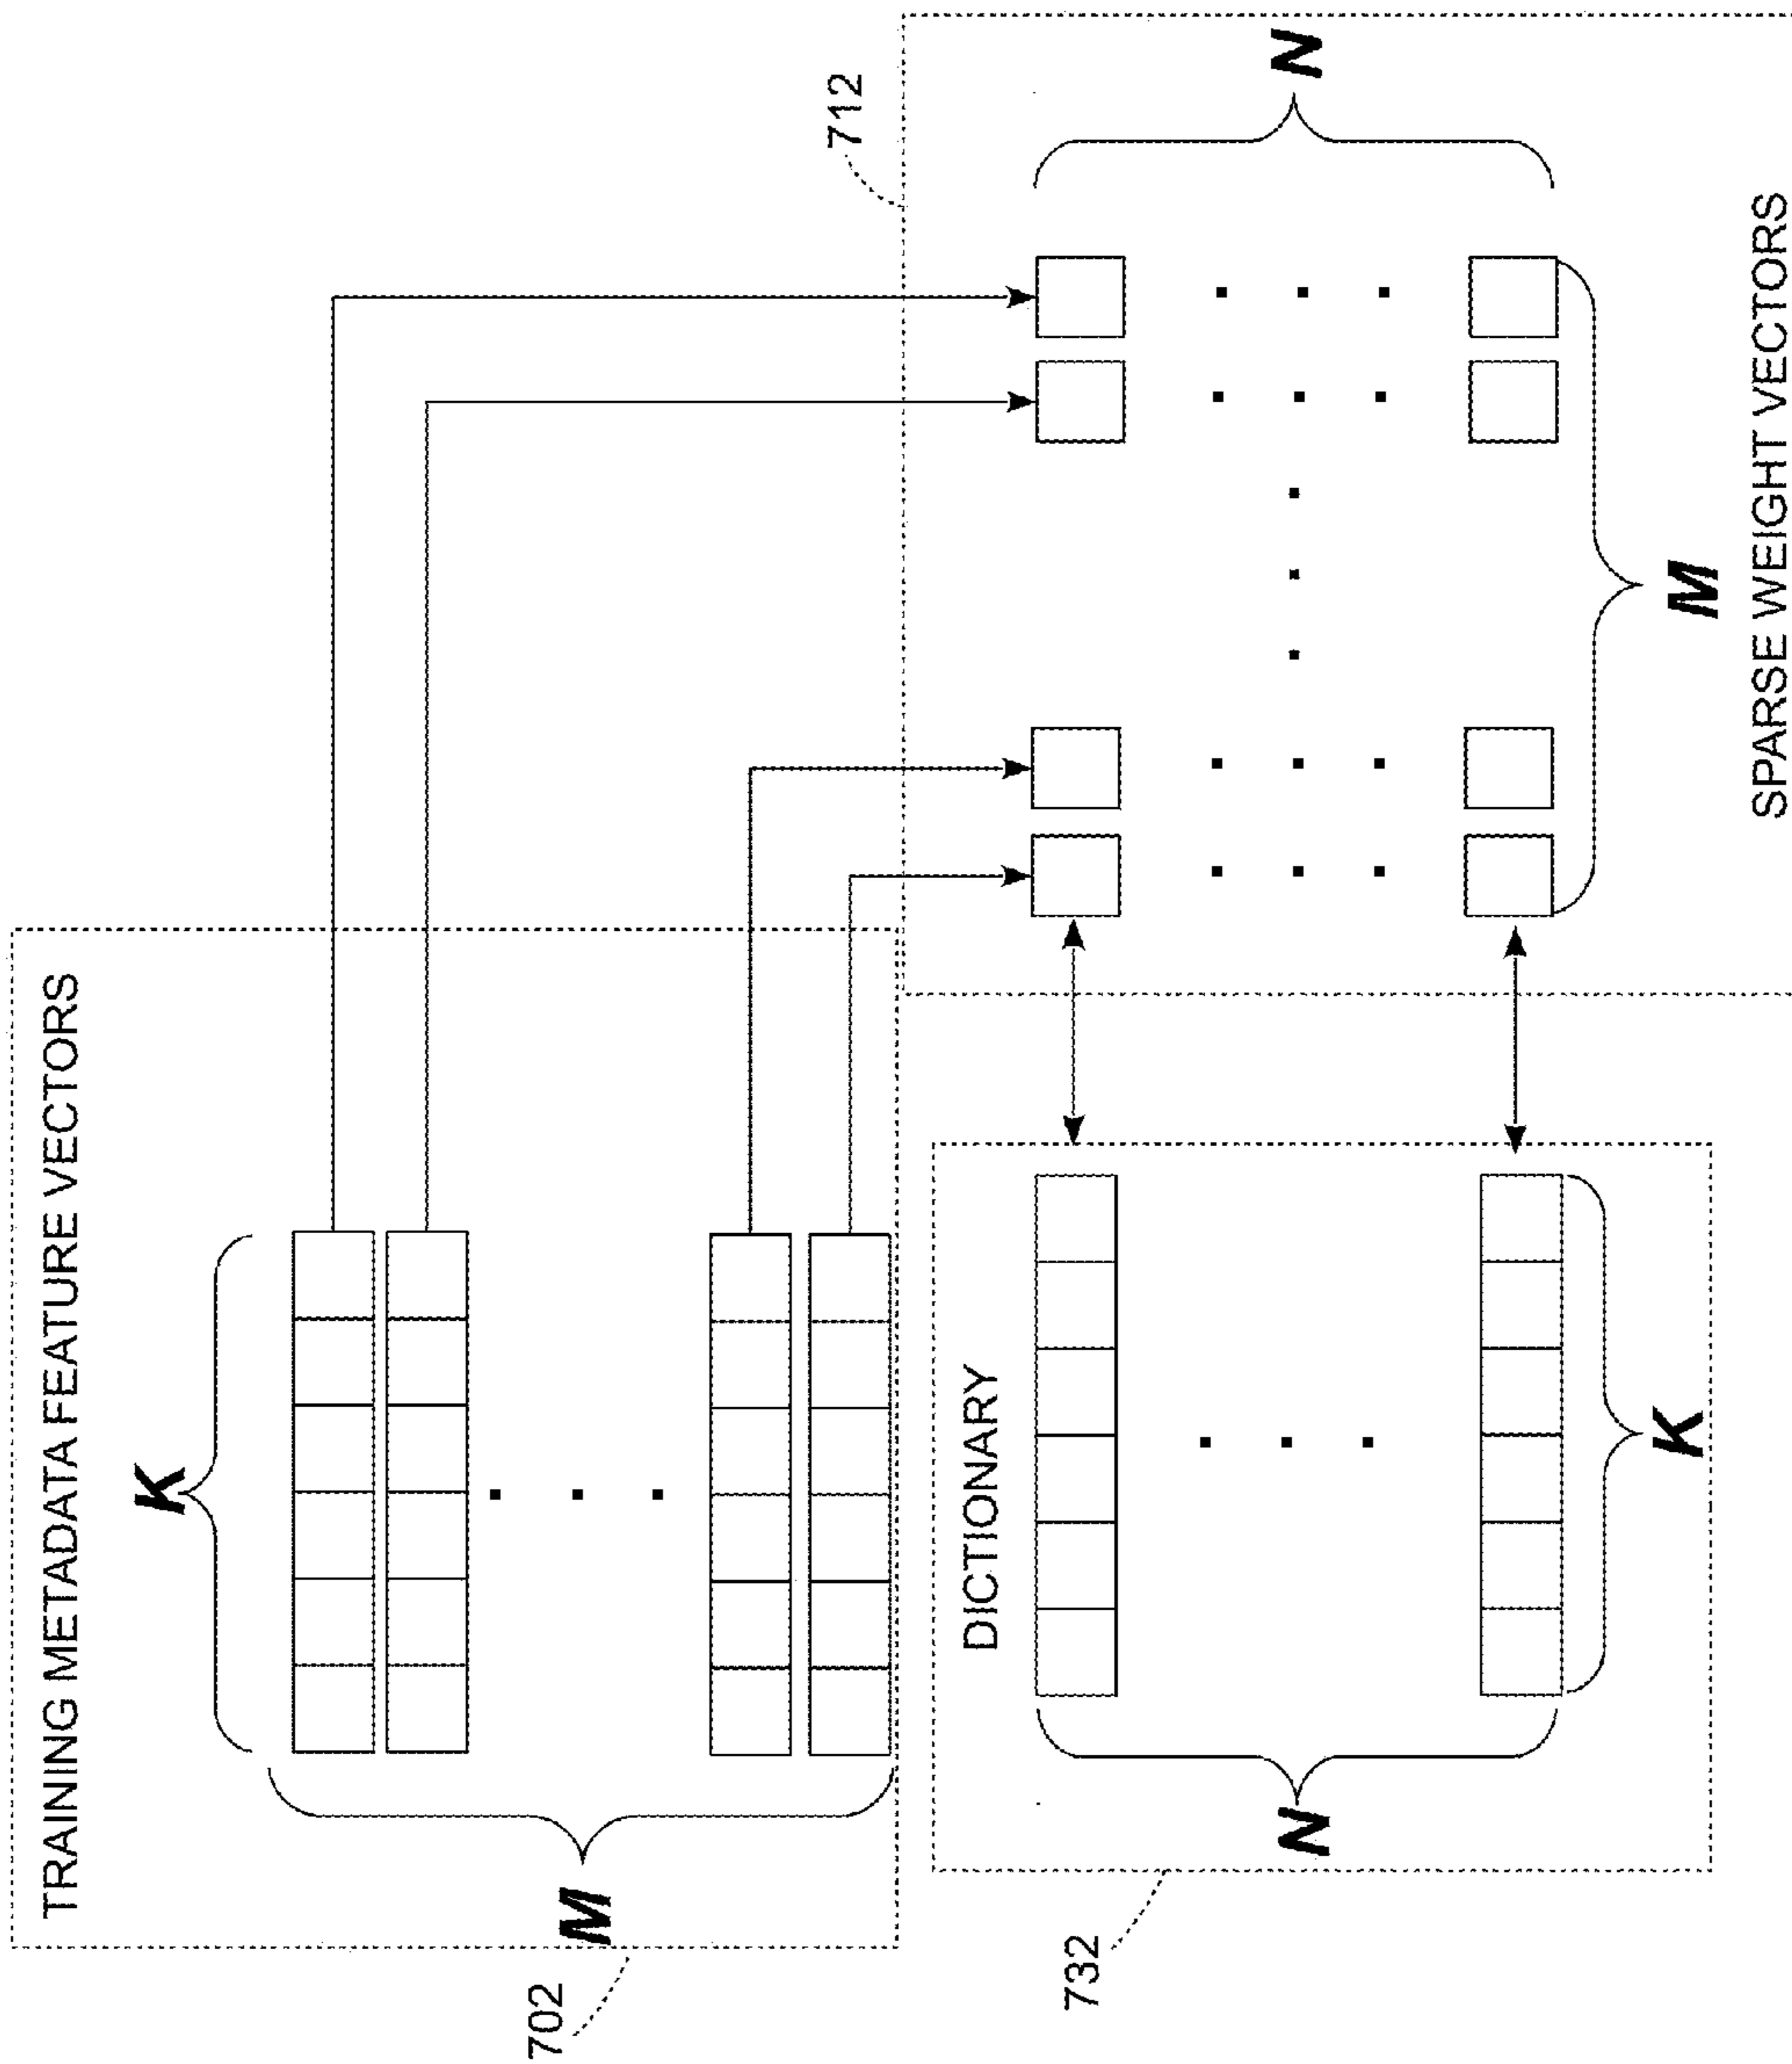 TRAINING METADATA FEATURE VECTORS
K
M
702
712
N
M
SPARSE WEIGHT VECTORS
DICTIONARY
N
K
732